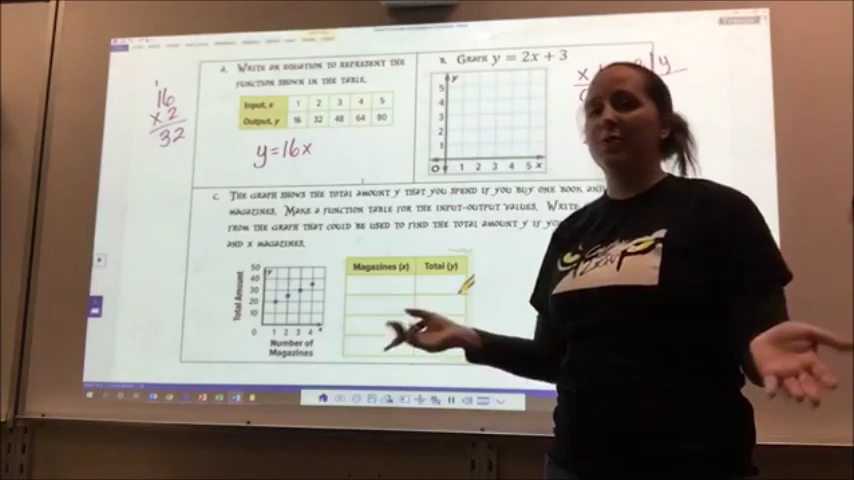 a. Write an equation to represent the
function shown in the table.
Input, x 1 2 3 4 5
Output, y 16 32 48 64 80
y=16x
1
16
x 2
32
B. Graph y = 2x + 3
y
5
4
3
2
1
O 1 2 3 4 5 x
x y
c. The graph shows the total amount y that you spend if you buy one book and
magazines. Make a function table for the input-output values. Write
from the graph that could be used to find the total amount y if
and x magazines.
Total Amount
50
40
30
20
10
0
y
1 2 3 4 x
Number of
Magazines
Magazines (x) Total (y)